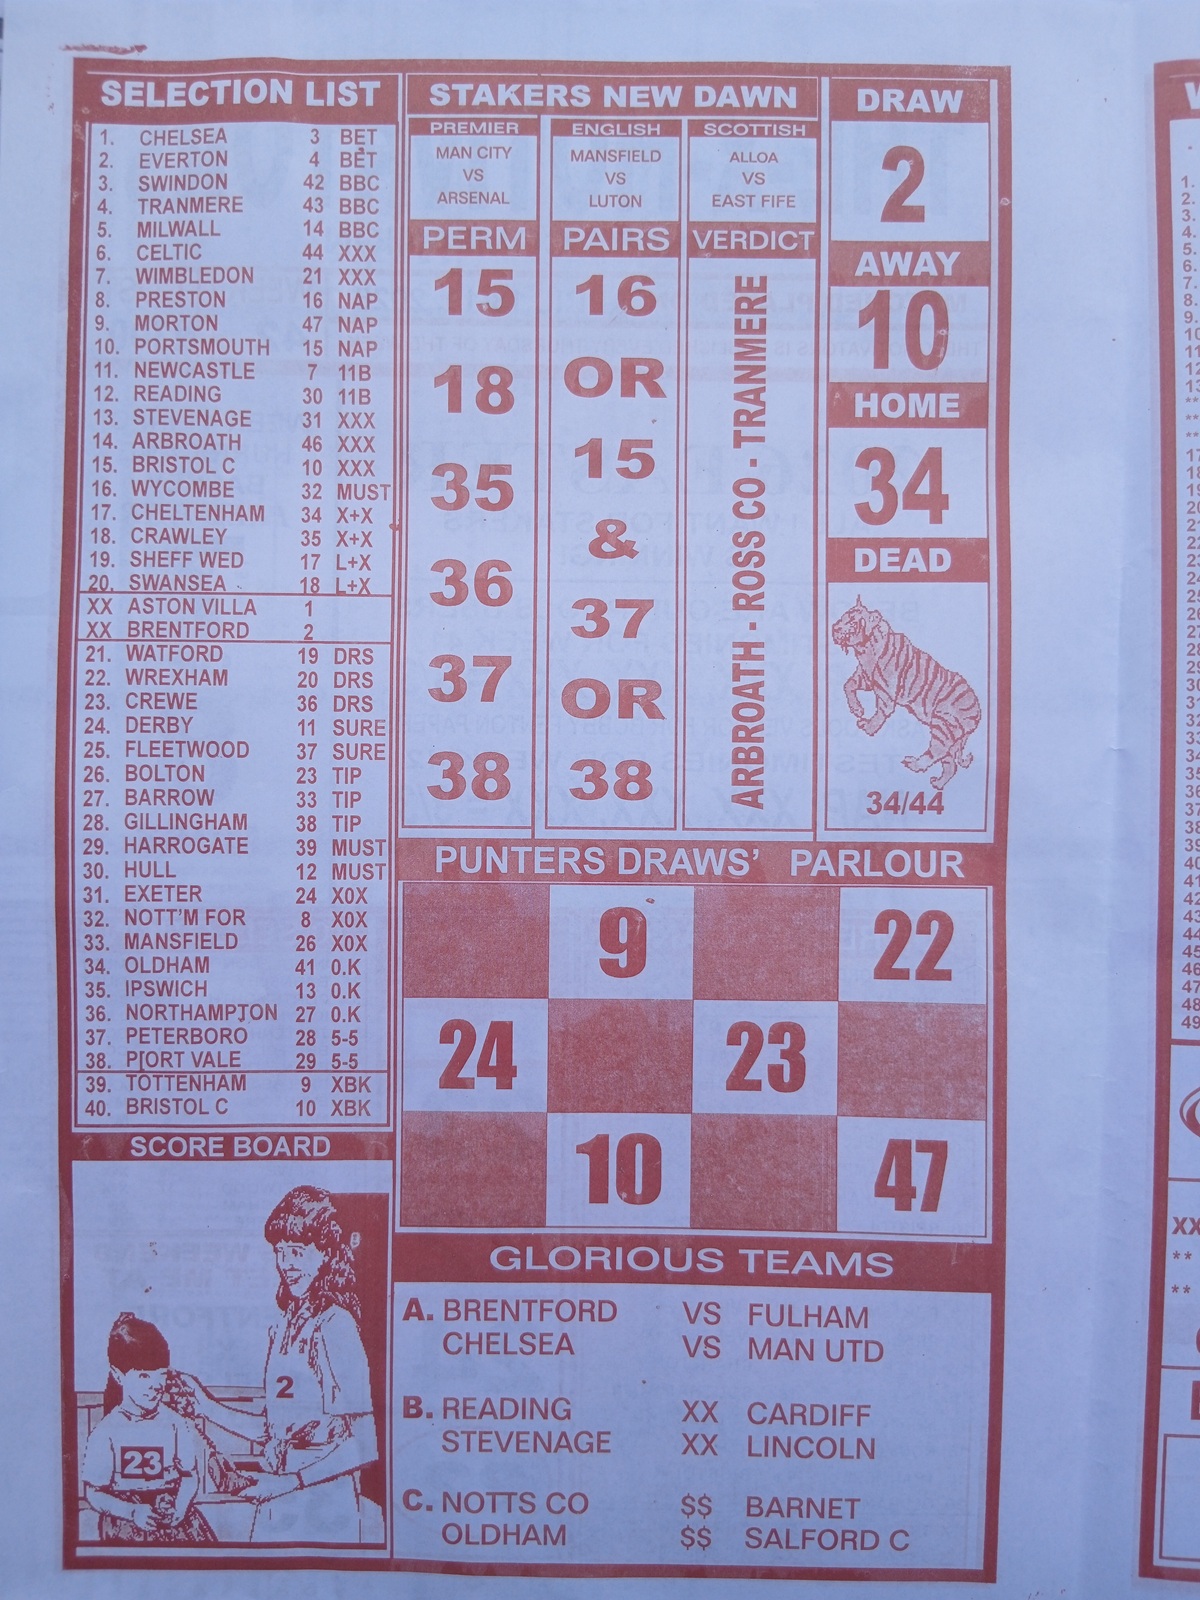 SELECTION LIST
1. CHELSEA 3 BET
2. EVERTON 4 BET
3. SWINDON 42 BBC
4. TRANMERE 43 BBC
5. MILWALL 14 BBC
6. CELTIC 44 XXX
7. WIMBLEDON 21 XXX
8. PRESTON 16 NAP
9. MORTON 47 NAP
10. PORTSMOUTH 15 NAP
11. NEWCASTLE 7 11B
12. READING 30 11B
13. STEVENAGE 31 XXX
14. ARBROATH 46 XXX
15. BRISTOL C 10 XXX
16. WYCOMBE 32 MUST
17. CHELTENHAM 34 X+X
18. CRAWLEY 35 X+X
19. SHEFF WED 17 L+X
20. SWANSEA 18 L+X
XX ASTON VILLA 1
XX BRENTFORD 2
21. WATFORD 19 DRS
22. WREXHAM 20 DRS
23. CREWE 36 DRS
24. DERBY 11 SURE
25. FLEETWOOD 37 SURE
26. BOLTON 23 TIP
27. BARROW 33 TIP
28. GILLINGHAM 38 TIP
29. HARROGATE 39 MUST
30. HULL 12 MUST
31. EXETER 24 X0X
32. NOTT'M FOR 8 X0X
33. MANSFIELD 26 X0X
34. OLDHAM 41 0.K
35. IPSWICH 13 0.K
36. NORTHAMPTON 27 0.K
37. PETERBORO 28 5-5
38. PIORT VALE 29 5-5
39. TOTTENHAM 9 XBK
40. BRISTOL C 10 XBK
SCORE BOARD
2
23
STAKERS NEW DAWN
PREMIER
MAN CITY
VS
ARSENAL
ENGLISH
MANSFIELD
VS
LUTON
SCOTTISH
ALLOA
VS
EAST FIFE
PERM
15
18
35
36
37
38
PAIRS
16
OR
15
&
37
OR
38
VERDICT
ARBROATH - ROSS CO - TRANMERE
DRAW
2
AWAY
10
HOME
34
DEAD
34/44
PUNTERS DRAWS' PARLOUR
9 22
24 23
10 47
GLORIOUS TEAMS
A. BRENTFORD VS FULHAM
CHELSEA VS MAN UTD
B. READING XX CARDIFF
STEVENAGE XX LINCOLN
C. NOTTS CO $$ BARNET
OLDHAM $$ SALFORD C